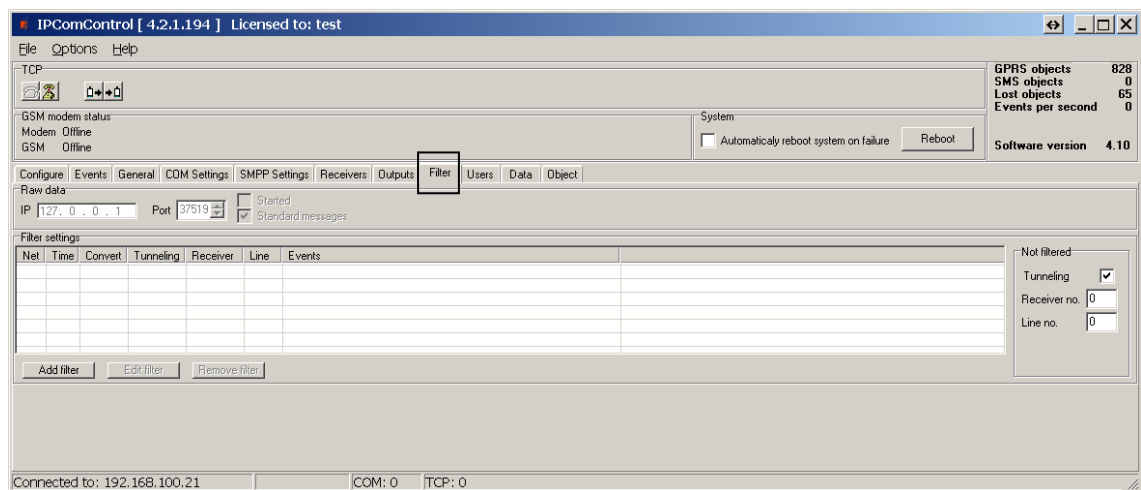 IPComControl [ 4.2.1.194 ] Licensed to: test
File Options Help
TCP
GPRS objects 828
SMS objects 0
Lost objects 65
Events per second 0
Software version 4.10
GSM modem status
Modem Offline
GSM Offline
System
Automaticaly reboot system on failure Reboot
Configure Events General COM Settings SMPP Settings Receivers Outputs Filter Users Data Object
Raw data
IP 127. 0 . 0 . 1 Port 37519 Started
Standard messages
Filter settings
Net Time Convert Tunneling Receiver Line Events
Not filtered
Tunneling
Receiver no. 0
Line no. 0
Add filter Edit filter Remove filter
Connected to: 192.168.100.21 COM: 0 TCP: 0